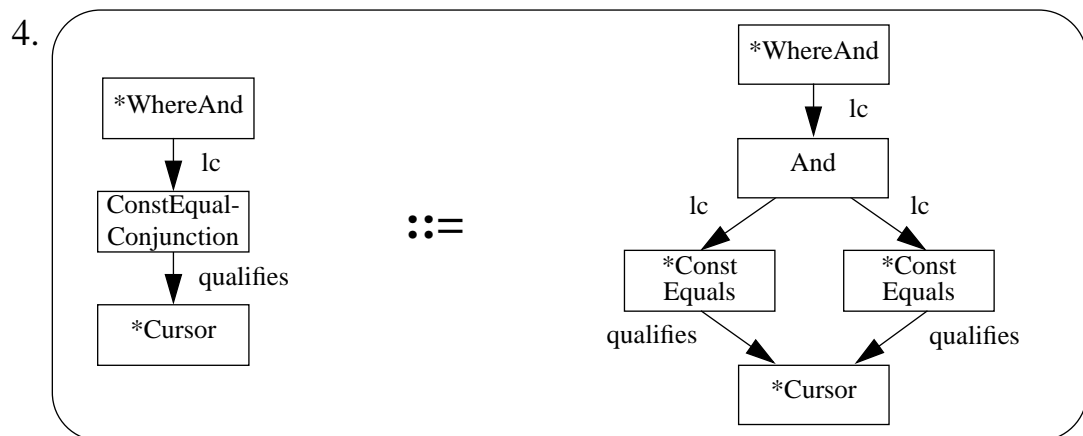 4.
*WhereAnd
lc
ConstEqual-
Conjunction
qualifies
*Cursor
::=
*WhereAnd
lc
And
lc lc
*Const *Const
Equals Equals
qualifies qualifies
*Cursor